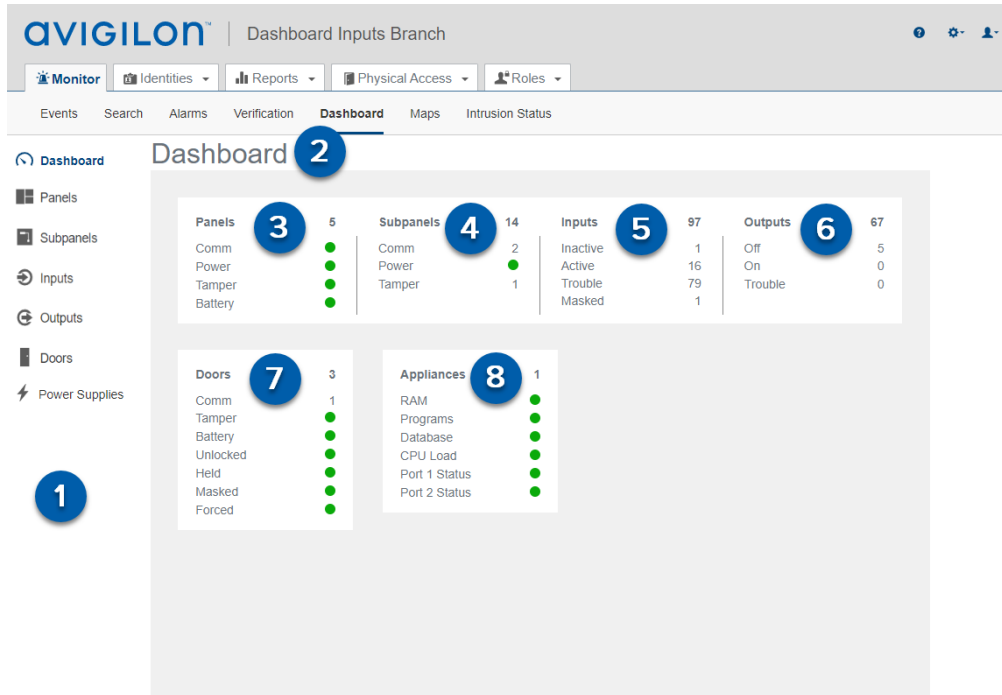 avigilon™ Dashboard Inputs Branch
Monitor Identities Reports Physical Access Roles
Events Search Alarms Verification Dashboard Maps Intrusion Status
Dashboard
Panels
Subpanels
Inputs
Outputs
Doors
Power Supplies
1
Dashboard 2
Panels 3 5
Comm
Power
Tamper
Battery
Subpanels 4 14
Comm 2
Power
Tamper 1
Inputs 5 97
Inactive 1
Active 16
Trouble 79
Masked 1
Outputs 6 67
Off 5
On 0
Trouble 0
Doors 7 3
Comm 1
Tamper
Battery
Unlocked
Held
Masked
Forced
Appliances 8 1
RAM
Programs
Database
CPU Load
Port 1 Status
Port 2 Status